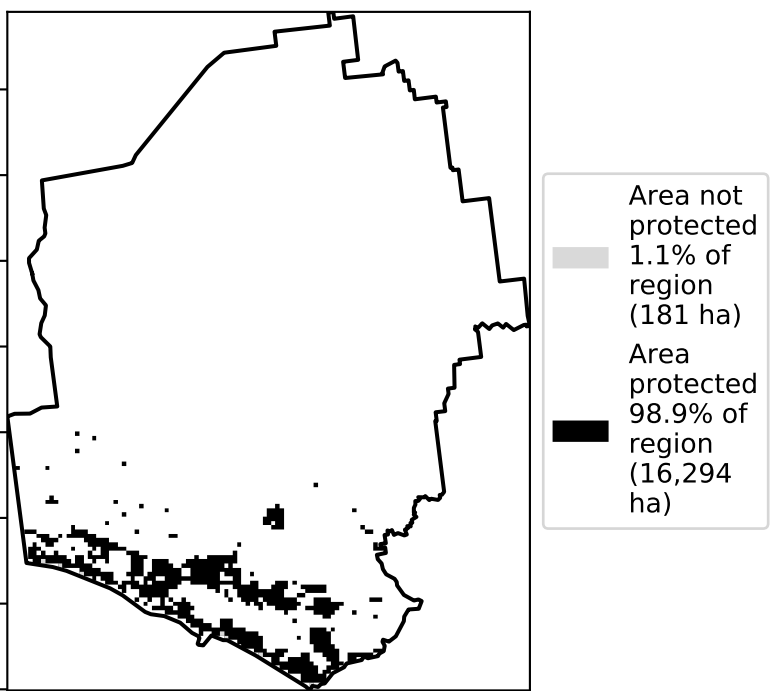 Area not
protected
1.1% of
region
(181 ha)
Area
protected
98.9% of
region
(16,294
ha)